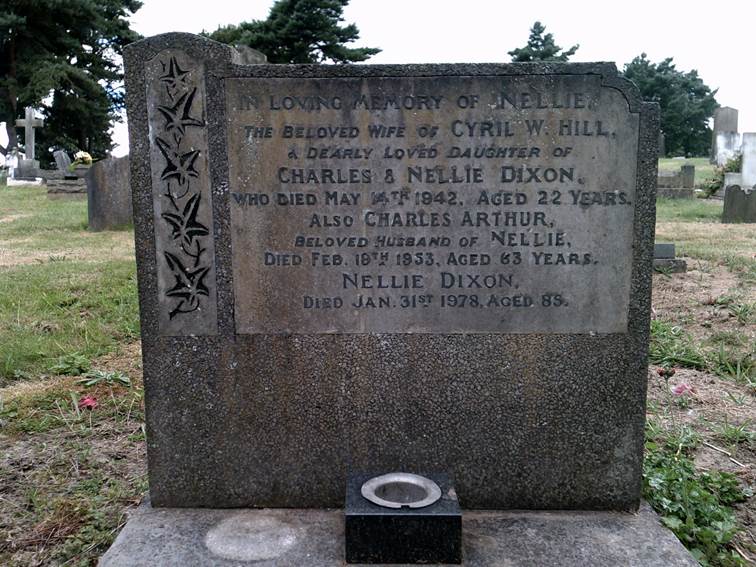 IN LOVING MEMORY OF NELLIE,
THE BELOVED WIFE OF CYRIL W. HILL,
& DEARLY LOVED DAUGHTER OF
CHARLES & NELLIE DIXON,
WHO DIED MAY 14TH 1942, AGED 22 YEARS.
ALSO CHARLES ARTHUR,
BELOVED HUSBAND OF NELLIE,
DIED FEB. 18TH 1953, AGED 63 YEARS.
NELLIE DIXON,
DIED JAN. 31ST 1978, AGED 85.